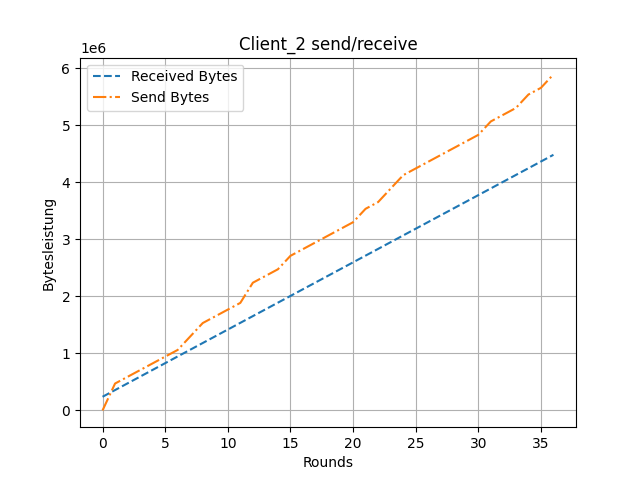 Client_2 send/receive
1e6
Received Bytes
Send Bytes
6
5
4
3
2
1
0
Bytesleistung
0 5 10 15 20 25 30 35
Rounds